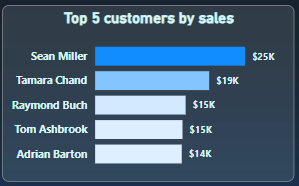 Top 5 customers by sales
Sean Miller $25K
Tamara Chand $19K
Raymond Buch $15K
Tom Ashbrook $15K
Adrian Barton $14K